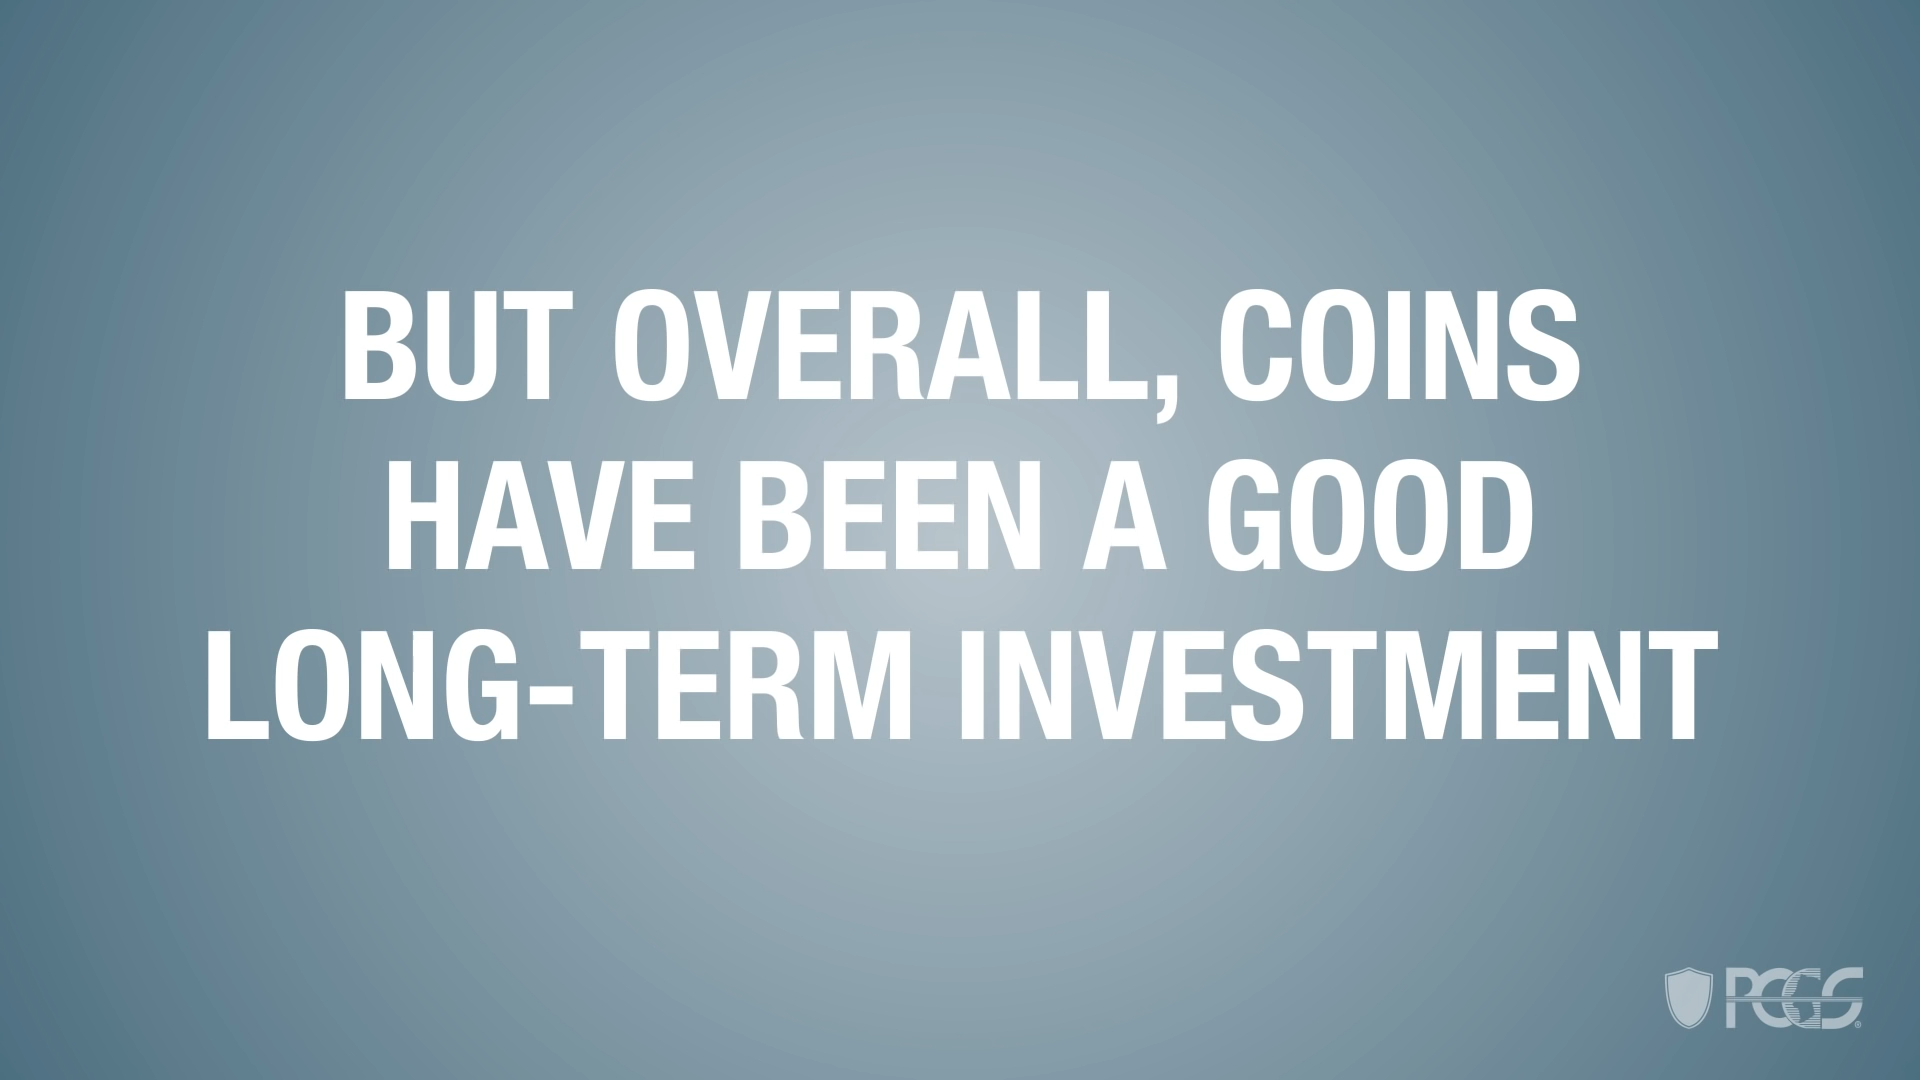 BUT OVERALL, COINS
HAVE BEEN A GOOD
LONG-TERM INVESTMENT
PCGS®